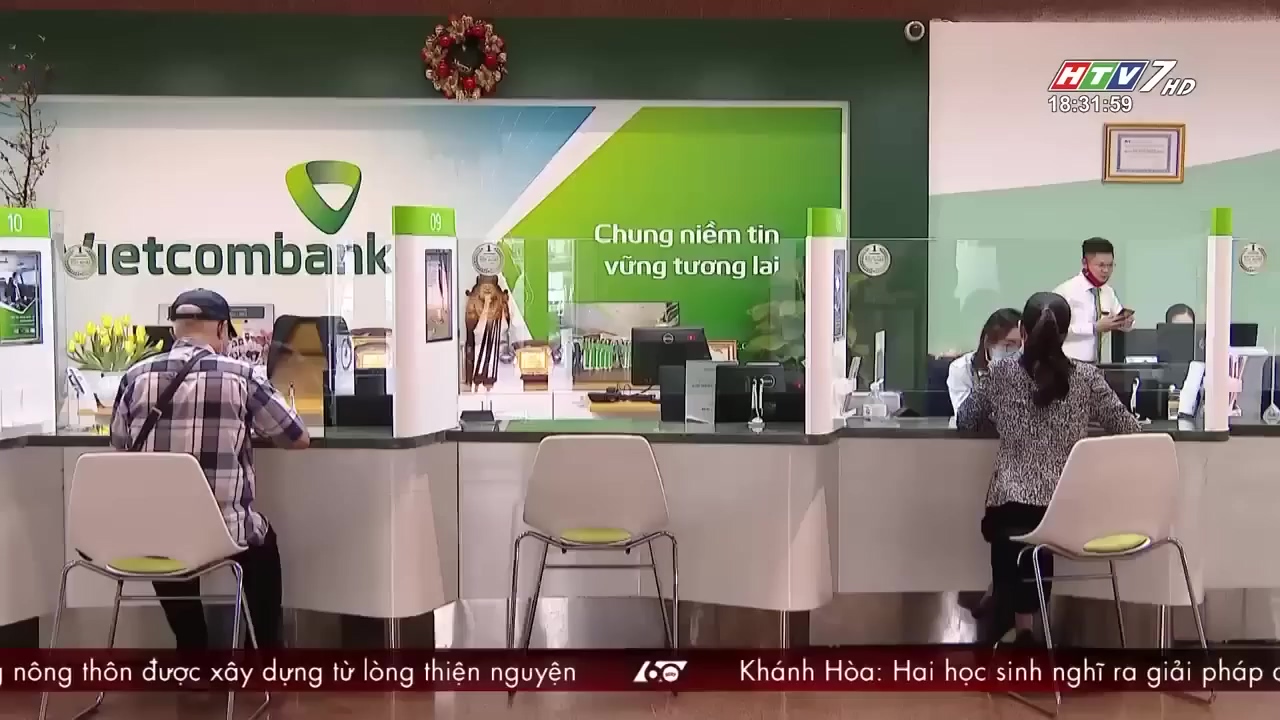 HTV7 HD
18:31:59
Vietcombank
Chung niềm tin
vững tương lai
10
09
nông thôn được xây dựng từ lòng thiện nguyện
60
Khánh Hòa: Hai học sinh nghĩ ra giải pháp